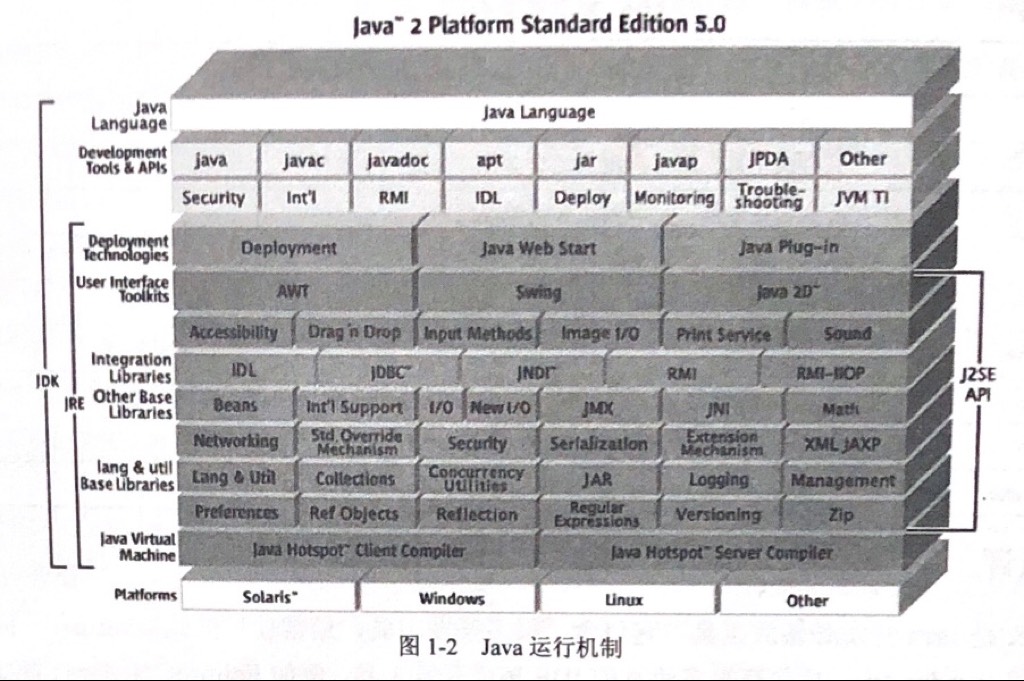 Java™ 2 Platform Standard Edition 5.0
Java Language
Java Language
Development Tools & APIs
java javac javadoc apt jar javap JPDA Other
Security Int'l RMI IDL Deploy Monitoring Trouble-shooting JVM TI
Deployment Technologies
Deployment Java Web Start Java Plug-in
User Interface Toolkits
AWT Swing Java 2D™
Accessibility Drag'n Drop Input Methods Image I/O Print Service Sound
Integration Libraries
IDL JDBC™ JNDI™ RMI RMI-IIOP
JDK
JRE
J2SE API
Other Base Libraries
Beans Int'l Support I/O New I/O JMX JNI Math
Networking Std. Override Mechanism Security Serialization Extension Mechanism XML JAXP
lang & util Base Libraries
Lang & Util Collections Concurrency Utilities JAR Logging Management
Preferences Ref Objects Reflection Regular Expressions Versioning Zip
Java Virtual Machine
Java Hotspot™ Client Compiler Java Hotspot™ Server Compiler
Platforms
Solaris™ Windows Linux Other
图 1-2 Java 运行机制